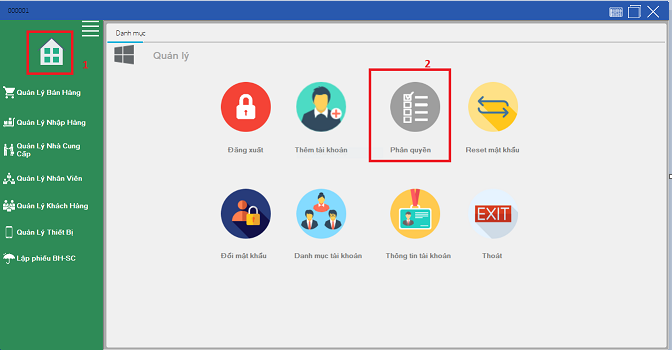 000001
1
Quản Lý Bán Hàng
Quản Lý Nhập Hàng
Quản Lý Nhà Cung
Cấp
Quản Lý Nhân Viên
Quản Lý Khách Hàng
Quản Lý Thiết Bị
Lập phiếu BH-SC
Danh mục
Quản lý
2
Đăng xuất
Thêm tài khoản
Phân quyền
Reset mật khẩu
Đổi mật khẩu
Danh mục tài khoản
Thông tin tài khoản
EXIT
Thoát